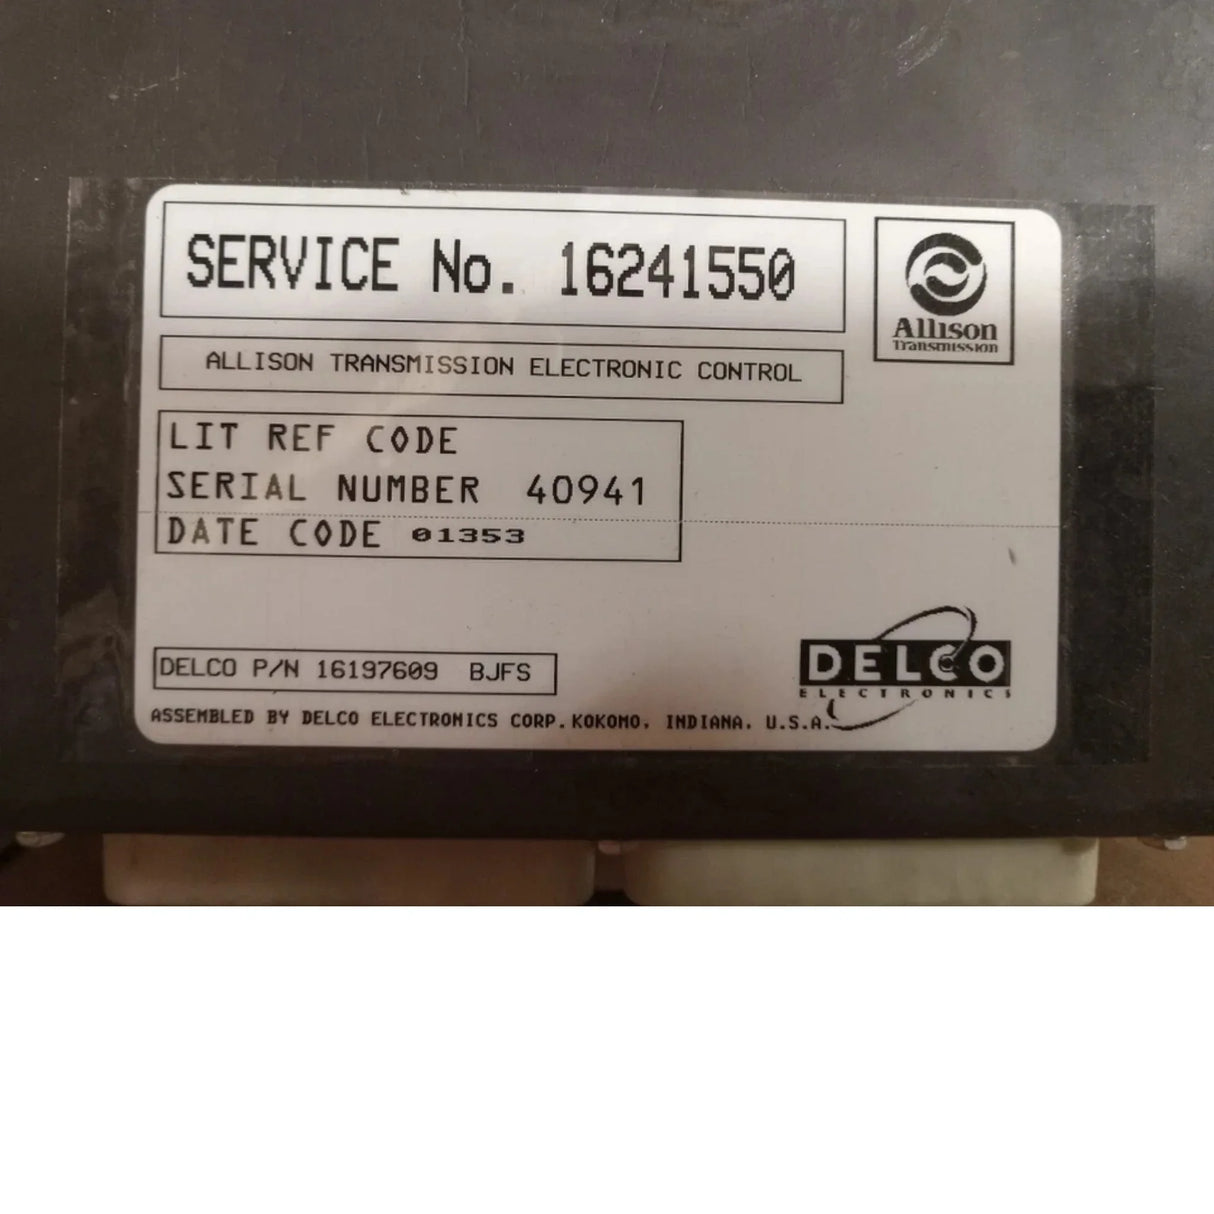 SERVICE No. 16241550
Allison
Transmission
ALLISON TRANSMISSION ELECTRONIC CONTROL
LIT REF CODE
SERIAL NUMBER 40941
DATE CODE 01353
DELCO
ELECTRONICS
DELCO P/N 16197609 BJFS
ASSEMBLED BY DELCO ELECTRONICS CORP. KOKOMO, INDIANA. U.S.A.